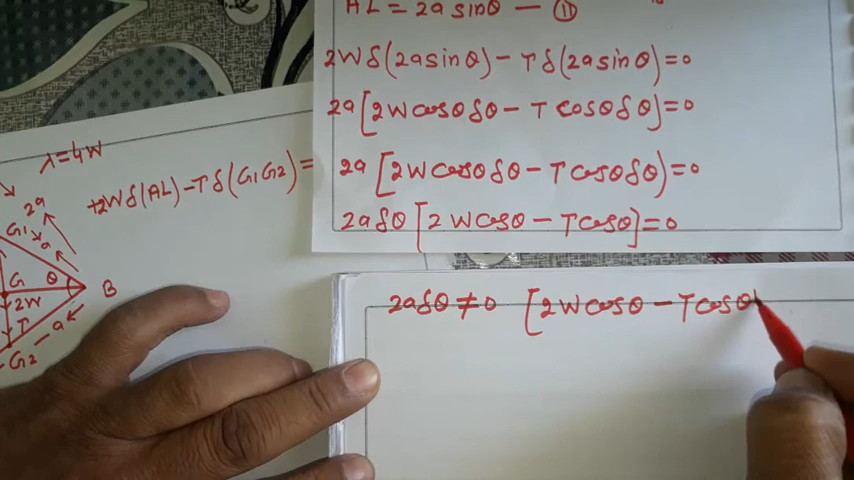 AL = 2a sinθ — ⑪
2Wδ(2a sinθ) – Tδ(2a sinθ) = 0
2a[2W cosθ δθ – T cosθ δθ] = 0
2a[2W cosθ δθ – T cosθ δθ) = 0
2a δθ [2W cosθ – T cosθ] = 0
λ = 4W
+2Wδ(AL) – Tδ(G1G2) =
2a
G1
a
G
θ
B
2W
T
a
G2
2aδθ ≠ 0 [2W cosθ – T cosθ